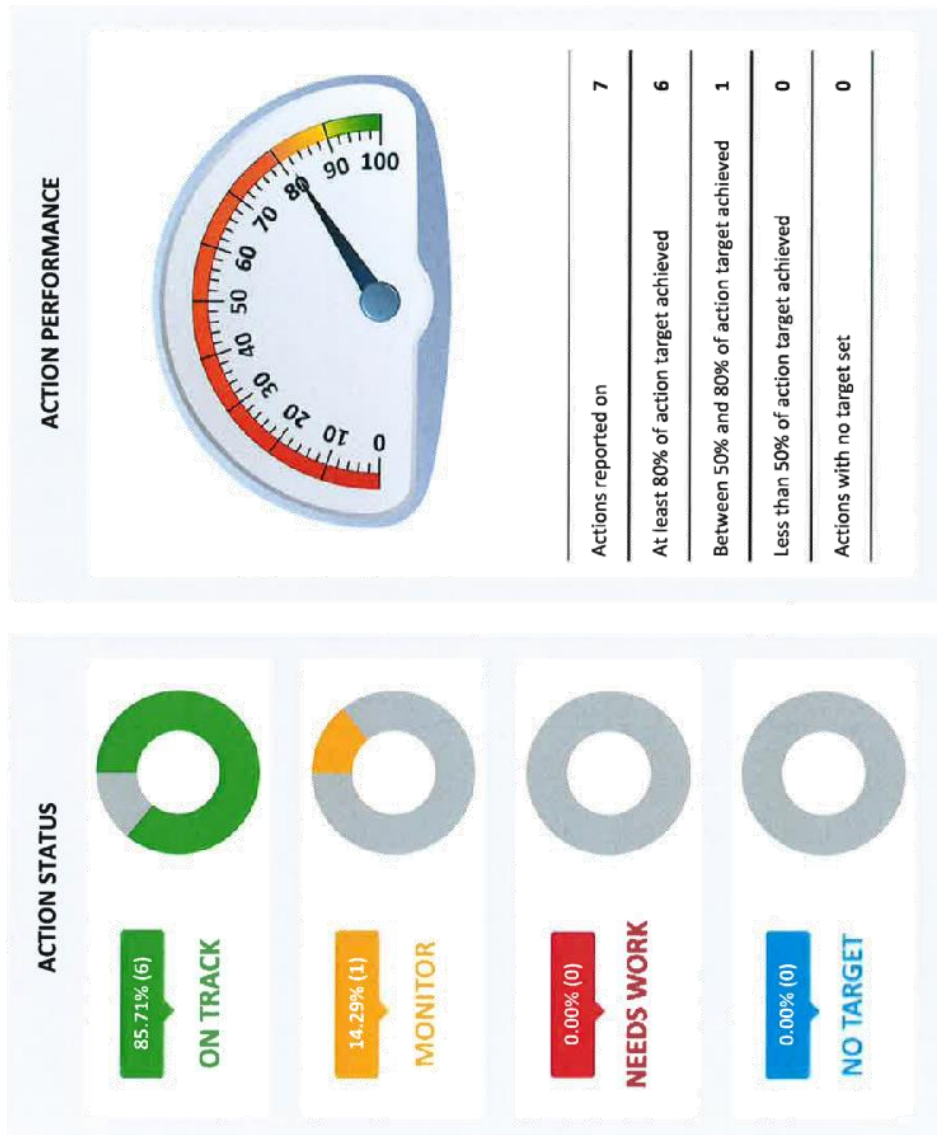 ACTION STATUS
85.71% (6)
ON TRACK
14.29% (1)
MONITOR
0.00% (0)
NEEDS WORK
0.00% (0)
NO TARGET
ACTION PERFORMANCE
0
10
20
30
40
50
60
70
80
90
100
Actions reported on 7
At least 80% of action target achieved 6
Between 50% and 80% of action target achieved 1
Less than 50% of action target achieved 0
Actions with no target set 0